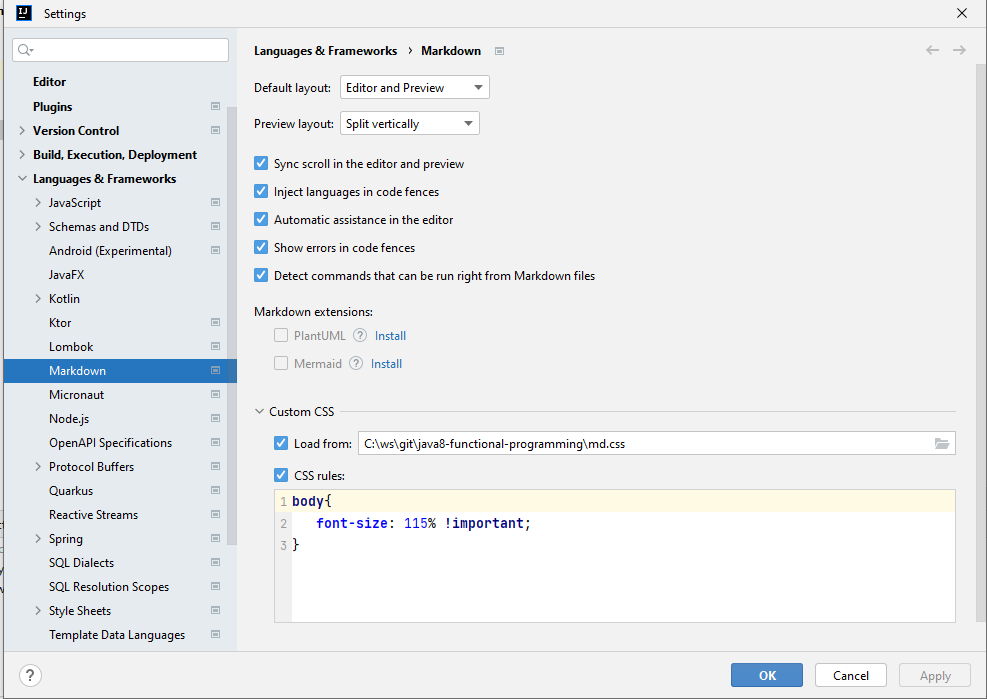 Settings
Editor
Plugins
Version Control
Build, Execution, Deployment
Languages & Frameworks
JavaScript
Schemas and DTDs
Android (Experimental)
JavaFX
Kotlin
Ktor
Lombok
Markdown
Micronaut
Node.js
OpenAPI Specifications
Protocol Buffers
Quarkus
Reactive Streams
Spring
SQL Dialects
SQL Resolution Scopes
Style Sheets
Template Data Languages
Languages & Frameworks › Markdown
Default layout: Editor and Preview
Preview layout: Split vertically
Sync scroll in the editor and preview
Inject languages in code fences
Automatic assistance in the editor
Show errors in code fences
Detect commands that can be run right from Markdown files
Markdown extensions:
PlantUML ? Install
Mermaid ? Install
Custom CSS
Load from: C:\ws\git\java8-functional-programming\md.css
CSS rules:
1 body{
2 font-size: 115% !important;
3 }
? OK Cancel Apply